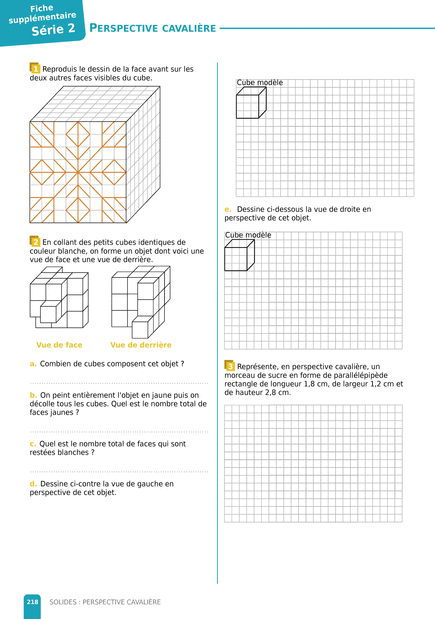 Fiche
supplémentaire
Série 2
PERSPECTIVE CAVALIÈRE
1 Reproduis le dessin de la face avant sur les
deux autres faces visibles du cube.
2 En collant des petits cubes identiques de
couleur blanche, on forme un objet dont voici une
vue de face et une vue de derrière.
Vue de face
Vue de derrière
a. Combien de cubes composent cet objet ?
b. On peint entièrement l'objet en jaune puis on
décolle tous les cubes. Quel est le nombre total de
faces jaunes ?
c. Quel est le nombre total de faces qui sont
restées blanches ?
d. Dessine ci-contre la vue de gauche en
perspective de cet objet.
Cube modèle
e. Dessine ci-dessous la vue de droite en
perspective de cet objet.
Cube modèle
3 Représente, en perspective cavalière, un
morceau de sucre en forme de parallélépipède
rectangle de longueur 1,8 cm, de largeur 1,2 cm et
de hauteur 2,8 cm.
218
SOLIDES : PERSPECTIVE CAVALIÈRE